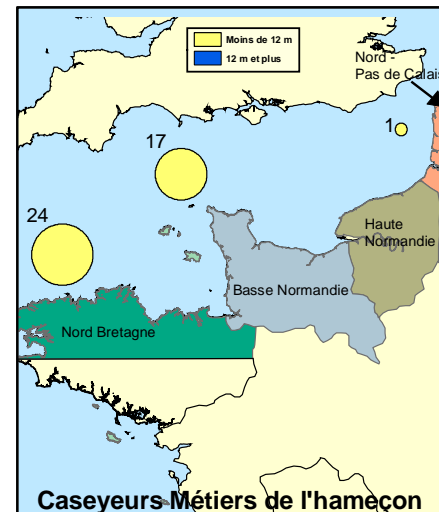 Moins de 12 m
12 m et plus
Nord -
Pas de Calais
1
17
24
Haute
Normandie
Basse Normandie
Nord Bretagne
Caseyeurs Métiers de l'hameçon